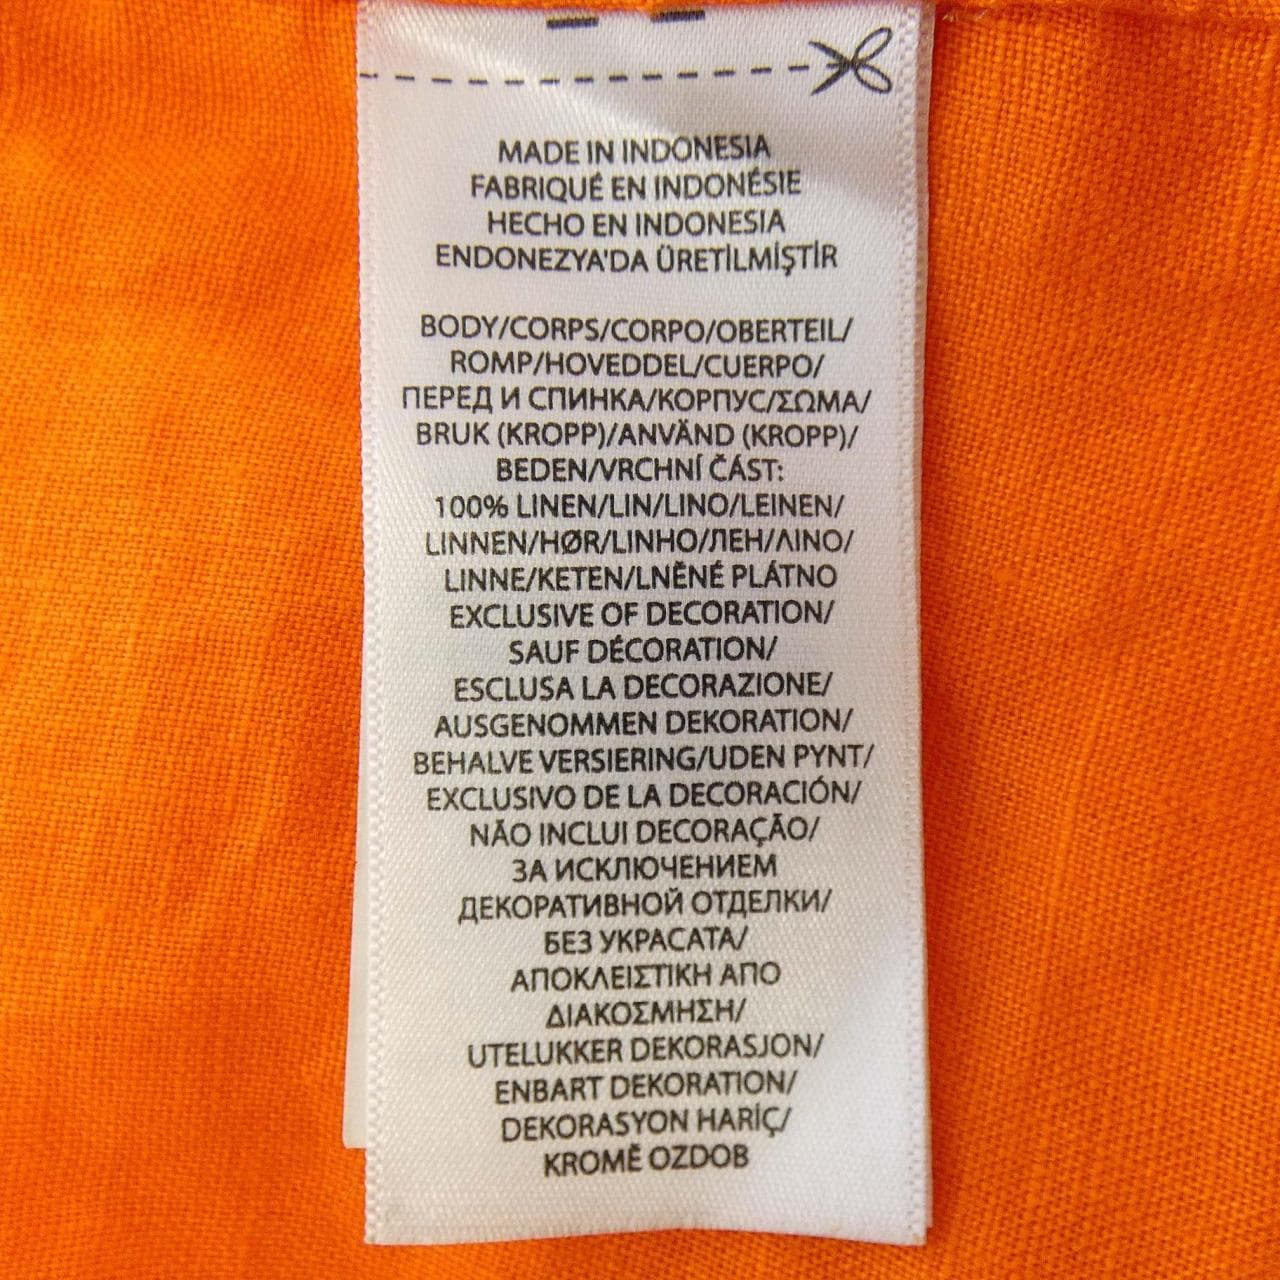 MADE IN INDONESIA
FABRIQUÉ EN INDONÉSIE
HECHO EN INDONESIA
ENDONEZYA'DA ÜRETİLMİŞTİR
BODY/CORPS/CORPO/OBERTEIL/
ROMP/HOVEDDEL/CUERPO/
ПЕРЕД И СПИНКА/КОРПУС/ΣΩΜΑ/
BRUK (KROPP)/ANVÄND (KROPP)/
BEDEN/VRCHNÍ ČÁST:
100% LINEN/LIN/LINO/LEINEN/
LINNEN/HØR/LINHO/ЛЕН/ΛΙΝΟ/
LINNE/KETEN/LNĚNÉ PLÁTNO
EXCLUSIVE OF DECORATION/
SAUF DÉCORATION/
ESCLUSA LA DECORAZIONE/
AUSGENOMMEN DEKORATION/
BEHALVE VERSIERING/UDEN PYNT/
EXCLUSIVO DE LA DECORACIÓN/
NÃO INCLUI DECORAÇÃO/
ЗА ИСКЛЮЧЕНИЕМ
ДЕКОРАТИВНОЙ ОТДЕЛКИ/
БЕЗ УКРАСАТА/
ΑΠΟΚΛΕΙΣΤΙΚΗ ΑΠΟ
ΔΙΑΚΟΣΜΗΣΗ/
UTELUKKER DEKORASJON/
ENBART DEKORATION/
DEKORASYON HARİÇ/
KROMĚ OZDOB